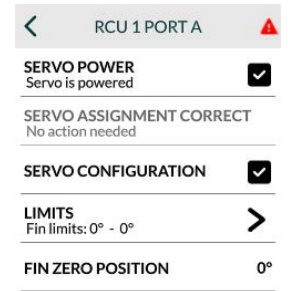 RCU 1 PORT A
SERVO POWER
Servo is powered
SERVO ASSIGNMENT CORRECT
No action needed
SERVO CONFIGURATION
LIMITS
Fin limits: 0° - 0°
FIN ZERO POSITION 0°